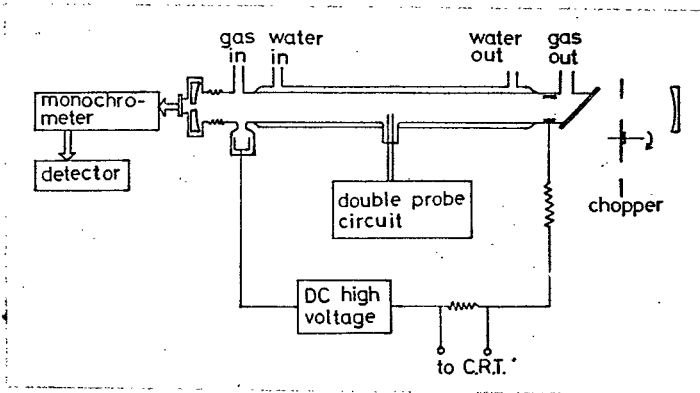 gas in
water in
water out
gas out
monochro-
meter
detector
double probe
circuit
chopper
DC high
voltage
to C.R.T.